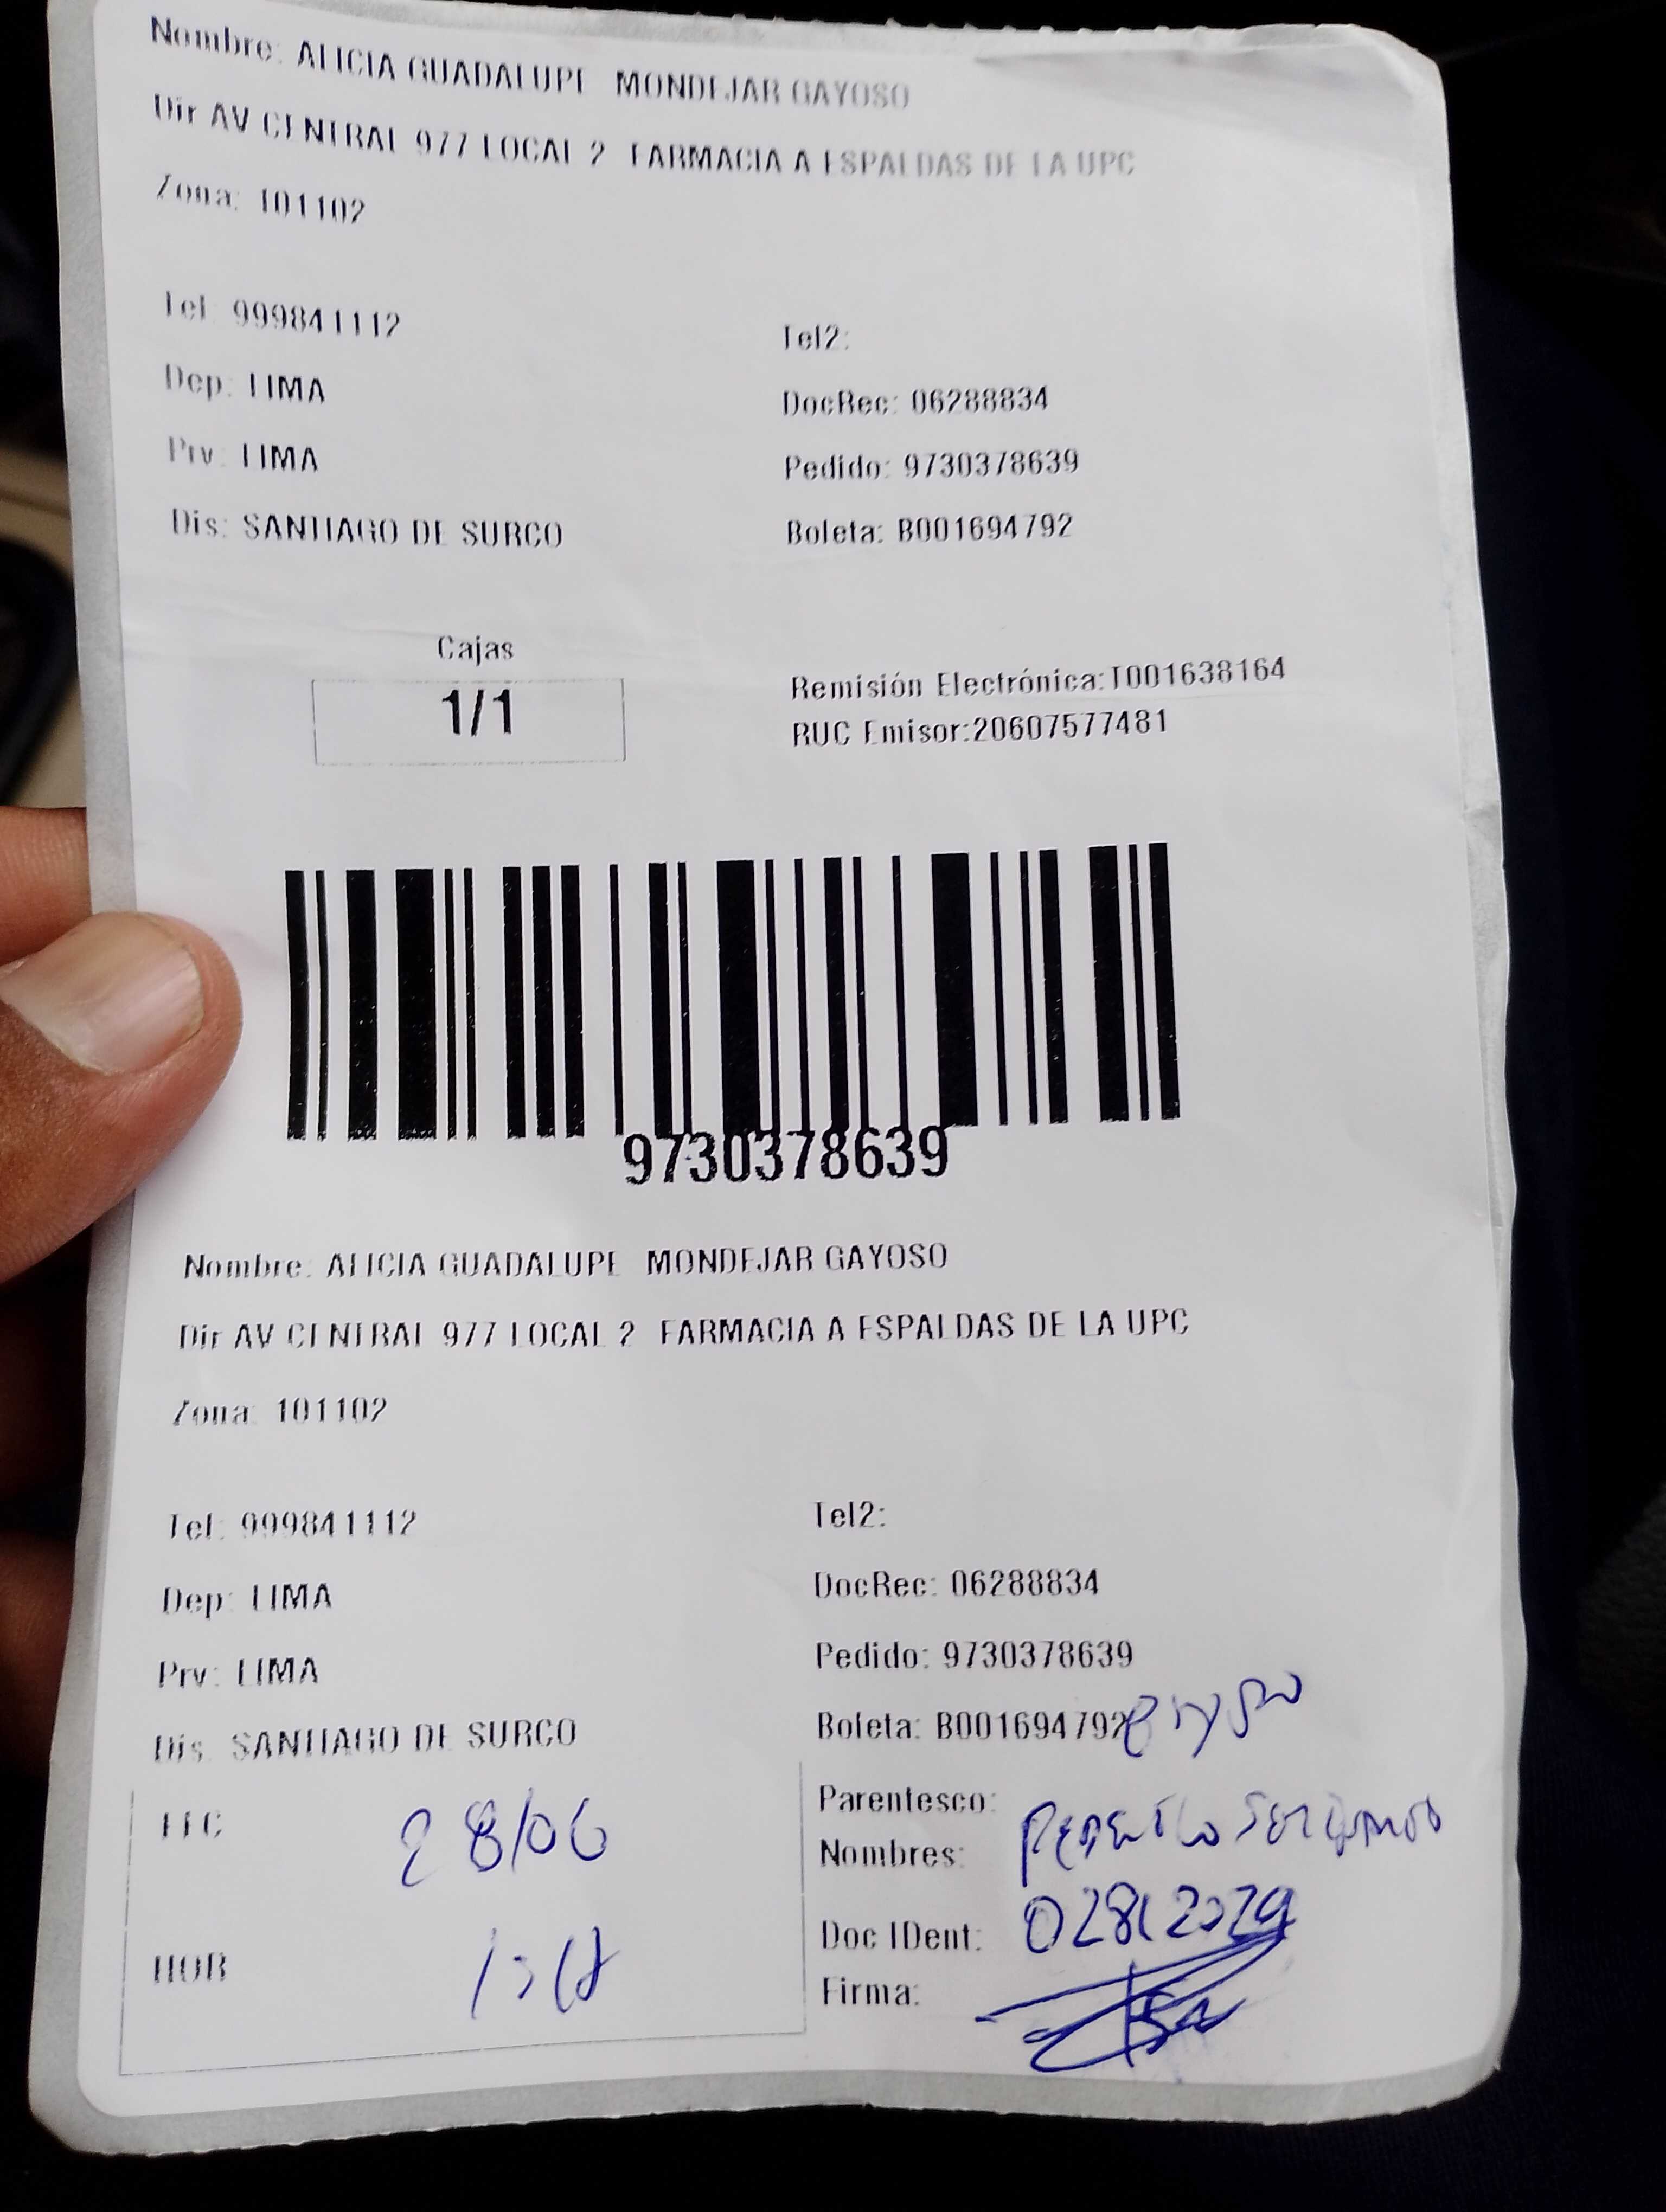 Nombre: ALICIA GUADALUPE MONDEJAR GAYOSO
Dir AV CENTRAL 977 LOCAL 2 FARMACIA A ESPALDAS DE LA UPC
Zona: 101102
Tel: 999841112 Tel2:
Dep: LIMA DocRec: 06288834
Prv: LIMA Pedido: 9730378639
Dis: SANTIAGO DE SURCO Boleta: B001694792
Cajas
1/1
Remisión Electrónica:T001638164
RUC Emisor:20607577481
9730378639
Nombre: ALICIA GUADALUPE MONDEJAR GAYOSO
Dir AV CENTRAL 977 LOCAL 2 FARMACIA A ESPALDAS DE LA UPC
Zona: 101102
Tel: 999841112 Tel2:
Dep: LIMA DocRec: 06288834
Prv: LIMA Pedido: 9730378639
Dis: SANTIAGO DE SURCO Boleta: B001694792
FEC 28/06
HOR
Parentesco:
Nombres:
Doc IDent:
Firma: